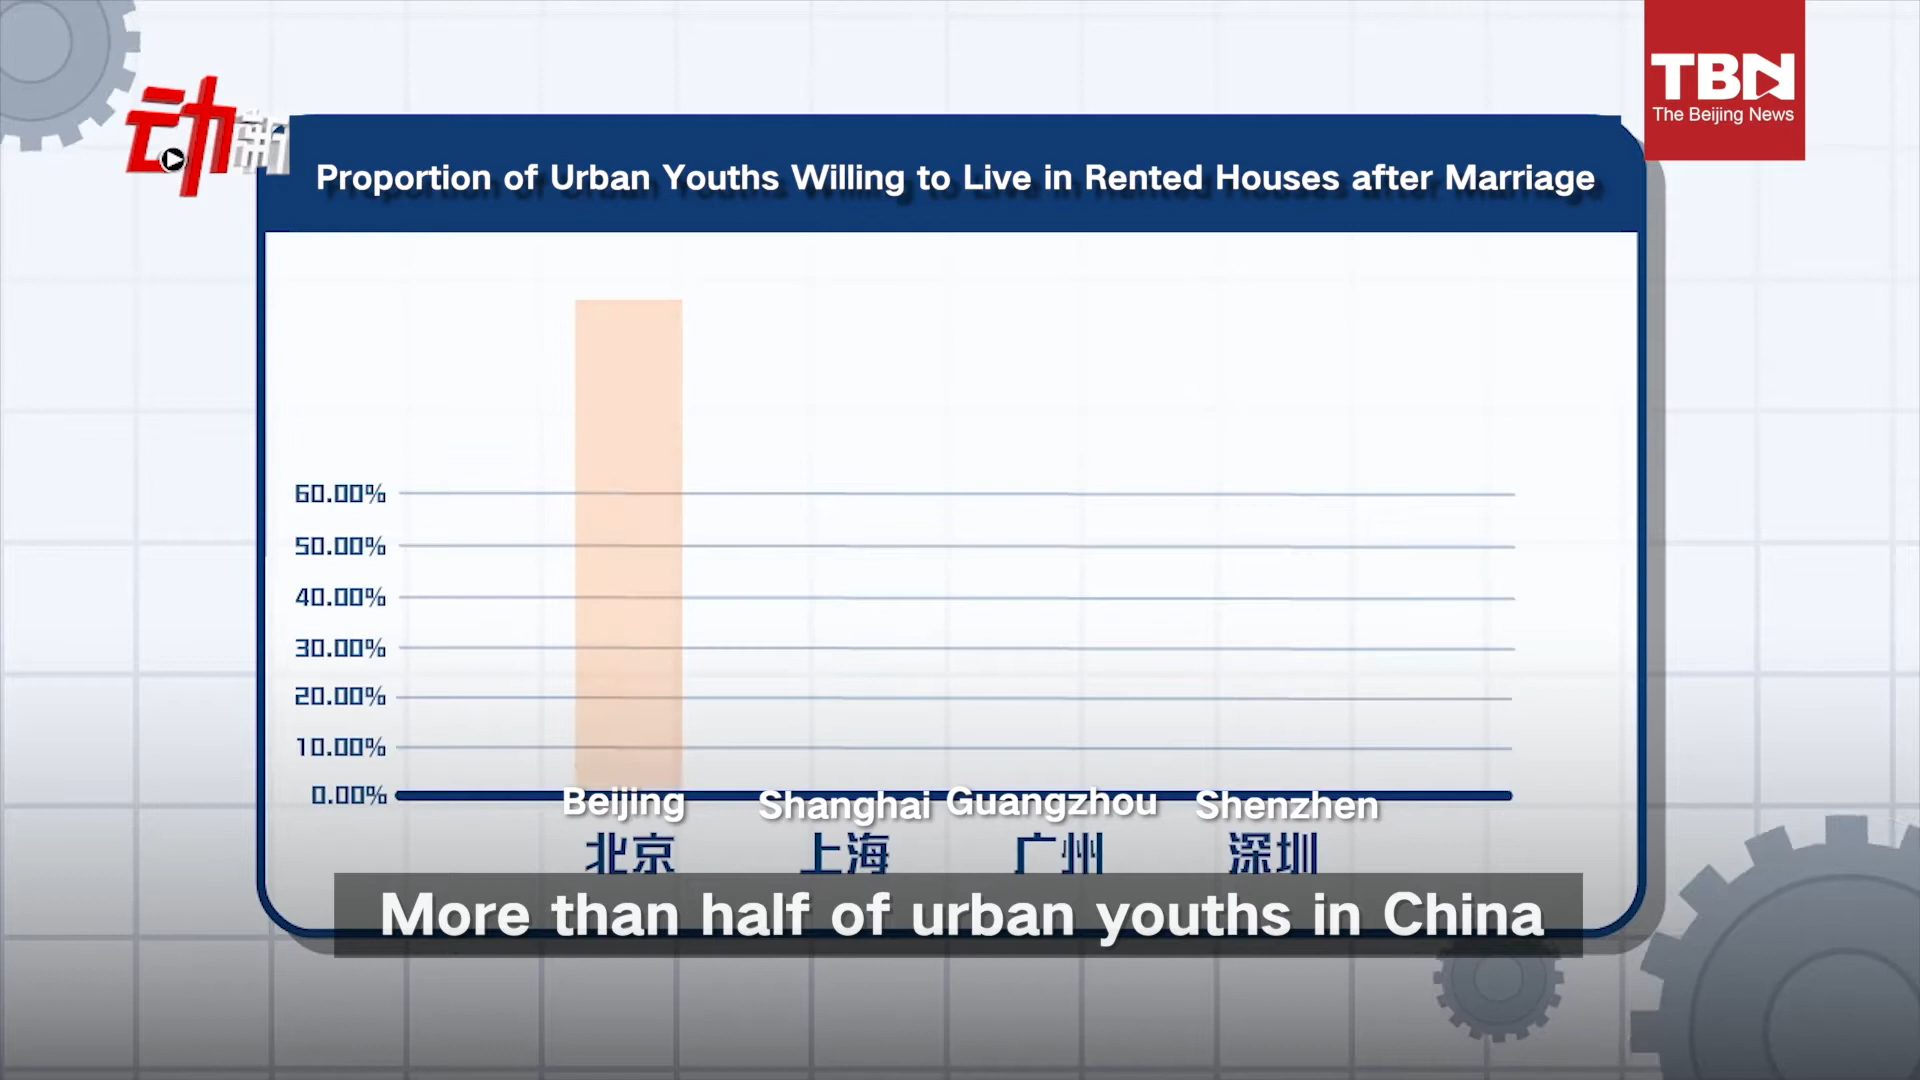 动新
TBN
The Beijing News
Proportion of Urban Youths Willing to Live in Rented Houses after Marriage
60.00%
50.00%
40.00%
30.00%
20.00%
10.00%
0.00%
Beijing Shanghai Guangzhou Shenzhen
北京 上海 广州 深圳
More than half of urban youths in China